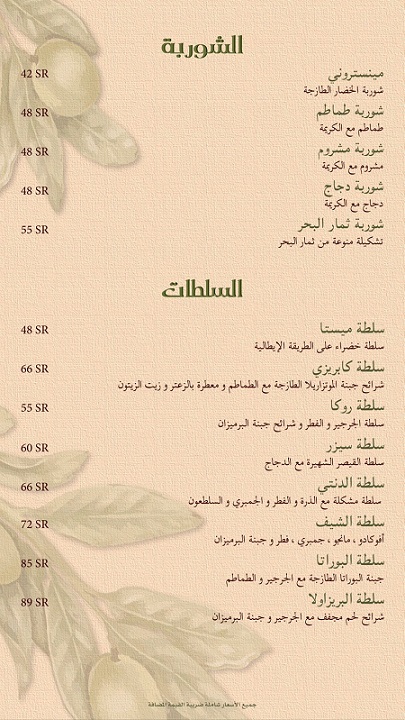 الشوربة
مينستروني 42 SR
شوربة الخضار الطازجة
شوربة طماطم 48 SR
طماطم مع الكريمة
شوربة مشروم 48 SR
مشروم مع الكريمة
شوربة دجاج 48 SR
دجاج مع الكريمة
شوربة ثمار البحر 55 SR
تشكيلة منوعة من ثمار البحر
السلطات
سلطة ميستا 48 SR
سلطة خضراء على الطريقة الإيطالية
سلطة كابريزي 66 SR
شرائح جبنة الموتزاريلا الطازجة مع الطماطم و معطرة بالزعتر و زيت الزيتون
سلطة روكا 55 SR
سلطة الجرجير و الفطر و شرائح جبنة البرميزان
سلطة سيزر 60 SR
سلطة القيصر الشهيرة مع الدجاج
سلطة الدنتي 66 SR
سلطة مشكلة مع الذرة و الفطر و الجمبري و السلطعون
سلطة الشيف 72 SR
أفوكادو ، مانجو ، جمبري ، فطر و جبنة البرميزان
سلطة البوراتا 85 SR
جبنة البوراتا الطازجة مع الجرجير و الطماطم
سلطة البريزاولا 89 SR
شرائح لحم مجفف مع الجرجير و جبنة البرميزان
جميع الأسعار شاملة ضريبة القيمة المضافة